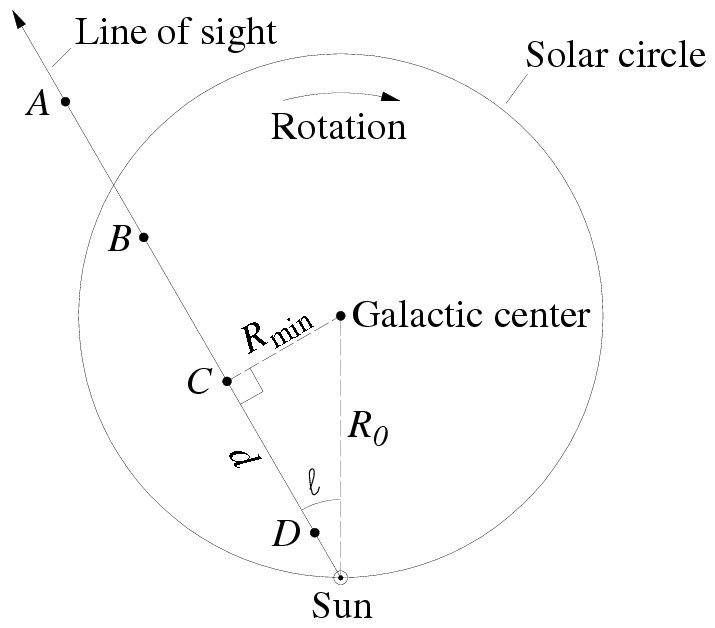 Line of sight
Solar circle
A
Rotation
B
R_min
Galactic center
C
R_0
d
ℓ
D
Sun